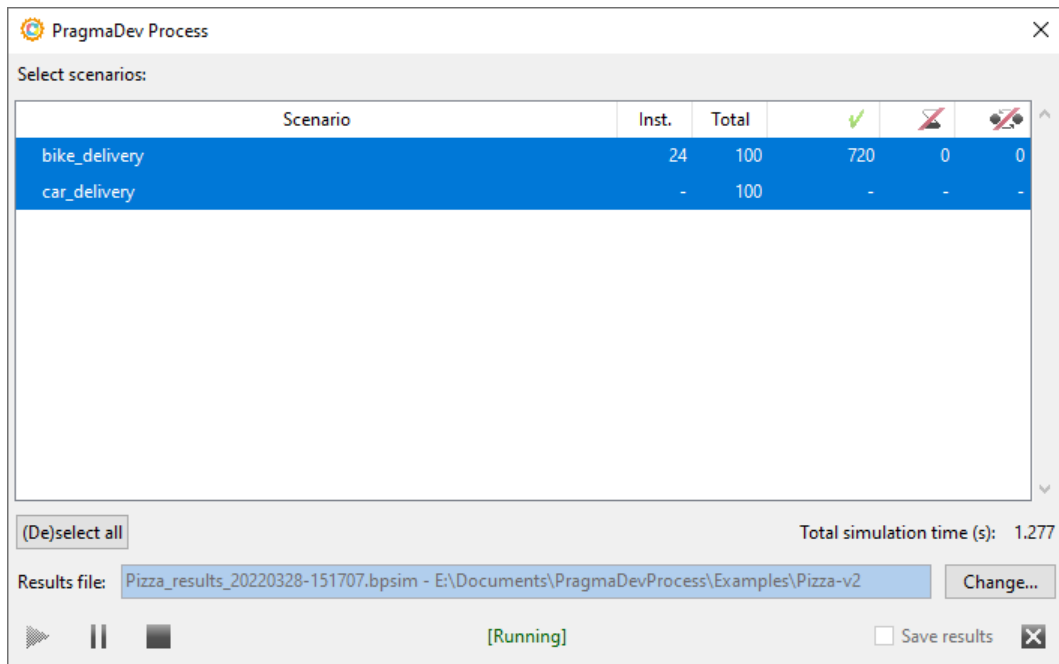 PragmaDev Process
Select scenarios:
Scenario Inst. Total
bike_delivery 24 100 720 0 0
car_delivery - 100 - - -
(De)select all Total simulation time (s): 1.277
Results file: Pizza_results_20220328-151707.bpsim - E:\Documents\PragmaDevProcess\Examples\Pizza-v2 Change...
[Running] Save results